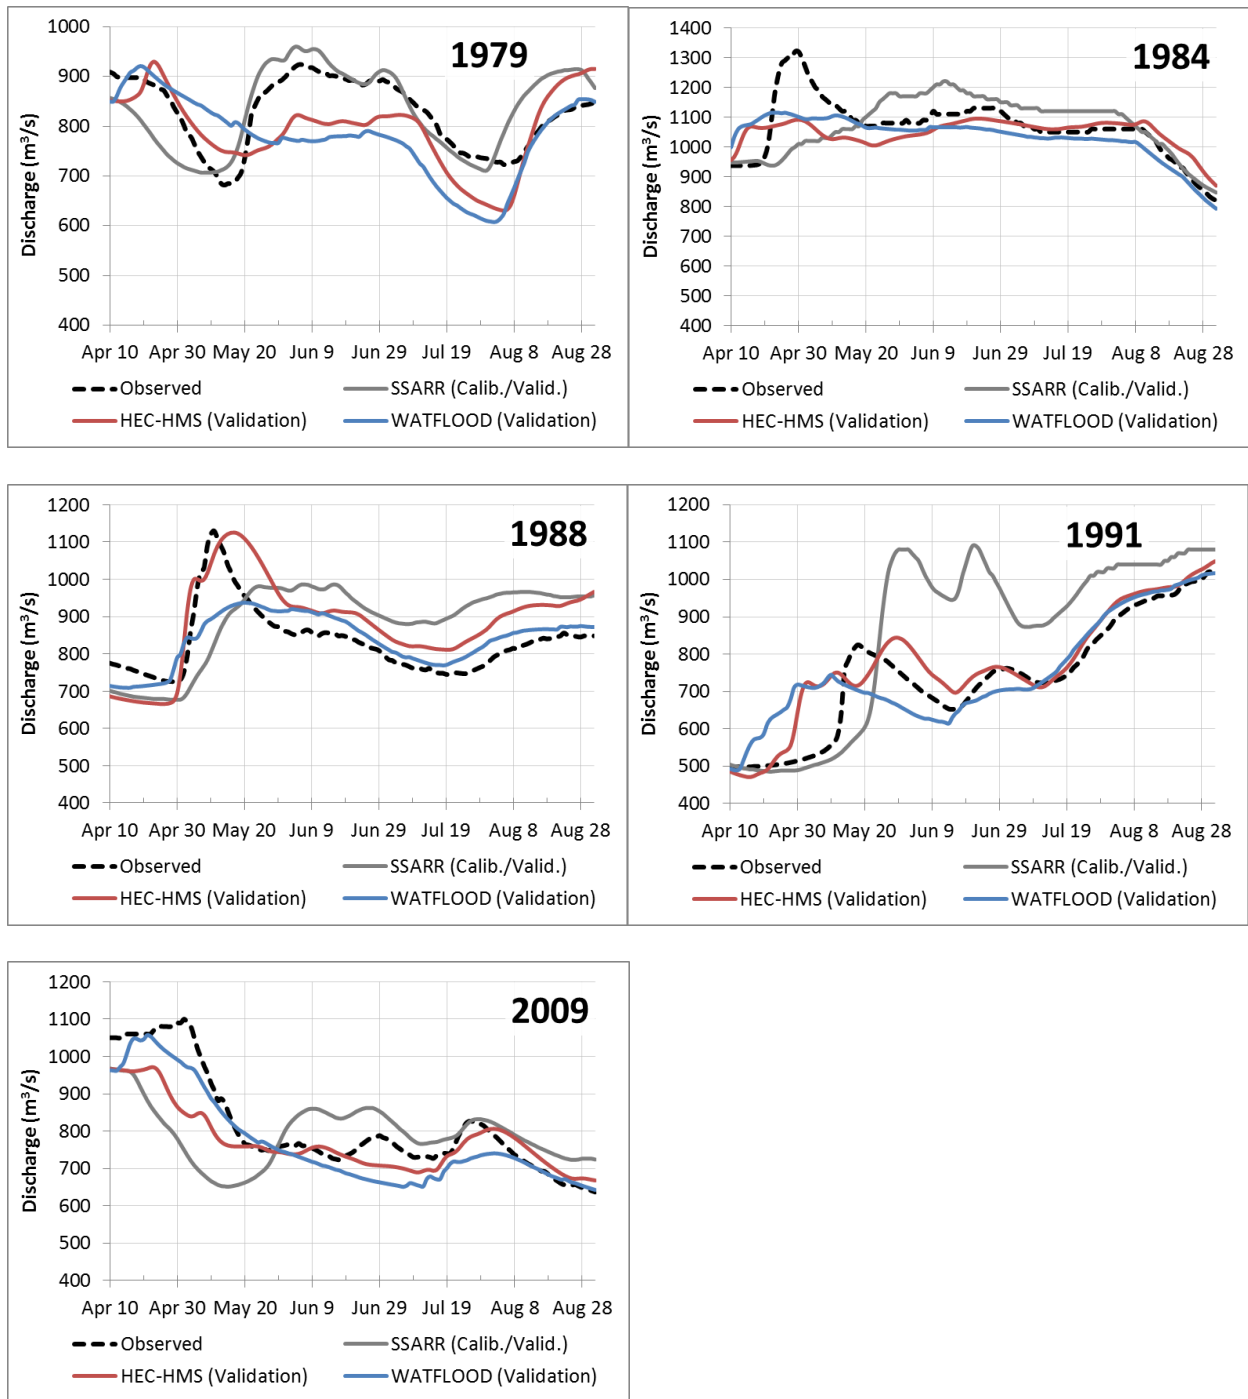 1979
Discharge (m³/s)
1000
900
800
700
600
500
400
Apr 10 Apr 30 May 20 Jun 9 Jun 29 Jul 19 Aug 8 Aug 28
Observed SSARR (Calib./Valid.)
HEC-HMS (Validation) WATFLOOD (Validation)
1984
Discharge (m³/s)
1400
1300
1200
1100
1000
900
800
700
600
500
400
Apr 10 Apr 30 May 20 Jun 9 Jun 29 Jul 19 Aug 8 Aug 28
Observed SSARR (Calib./Valid.)
HEC-HMS (Validation) WATFLOOD (Validation)
1988
Discharge (m³/s)
1200
1100
1000
900
800
700
600
500
400
Apr 10 Apr 30 May 20 Jun 9 Jun 29 Jul 19 Aug 8 Aug 28
Observed SSARR (Calib./Valid.)
HEC-HMS (Validation) WATFLOOD (Validation)
1991
Discharge (m³/s)
1200
1100
1000
900
800
700
600
500
400
Apr 10 Apr 30 May 20 Jun 9 Jun 29 Jul 19 Aug 8 Aug 28
Observed SSARR (Calib./Valid.)
HEC-HMS (Validation) WATFLOOD (Validation)
2009
Discharge (m³/s)
1200
1100
1000
900
800
700
600
500
400
Apr 10 Apr 30 May 20 Jun 9 Jun 29 Jul 19 Aug 8 Aug 28
Observed SSARR (Calib./Valid.)
HEC-HMS (Validation) WATFLOOD (Validation)